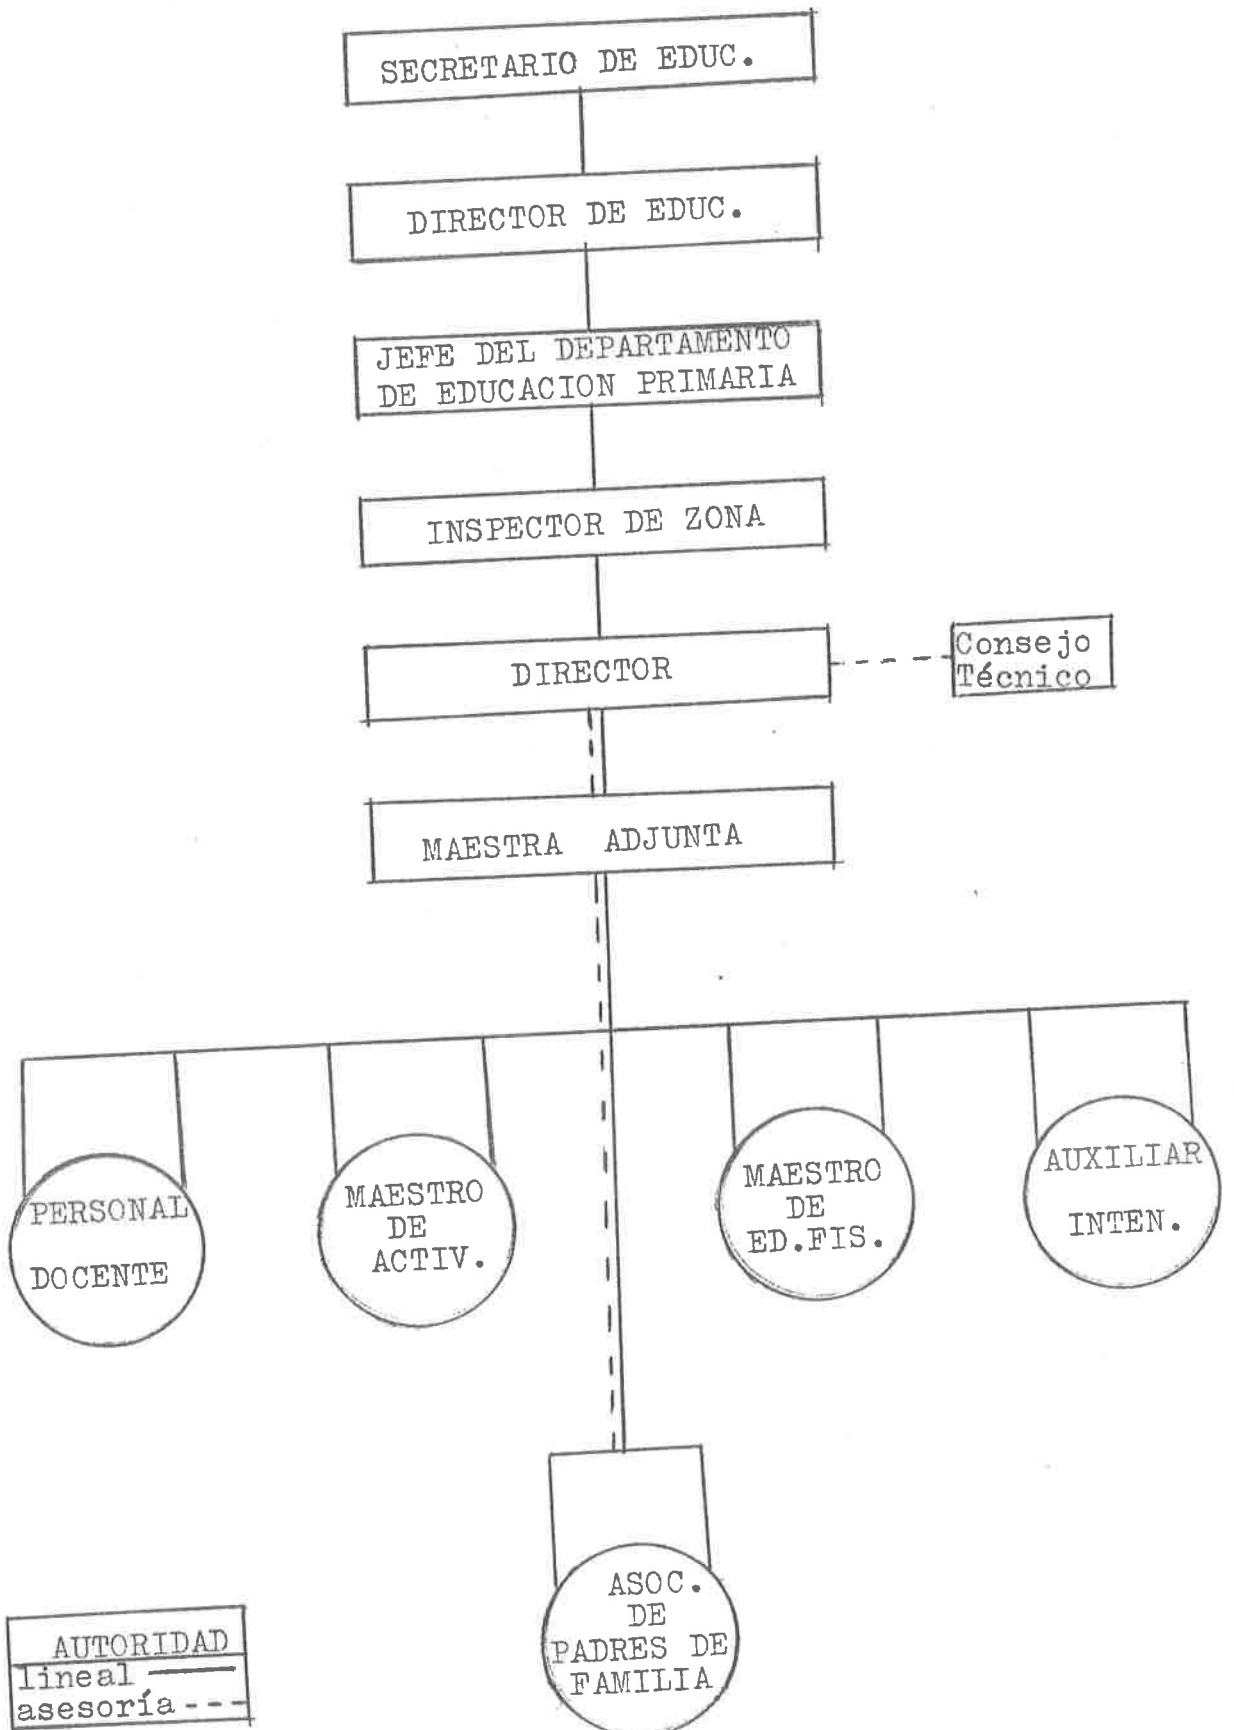 SECRETARIO DE EDUC.
DIRECTOR DE EDUC.
JEFE DEL DEPARTAMENTO
DE EDUCACION PRIMARIA
INSPECTOR DE ZONA
DIRECTOR
Consejo
Técnico
MAESTRA ADJUNTA
PERSONAL
DOCENTE
MAESTRO
DE
ACTIV.
MAESTRO
DE
ED.FIS.
AUXILIAR
INTEN.
ASOC.
DE
PADRES DE
FAMILIA
AUTORIDAD
lineal
asesoría